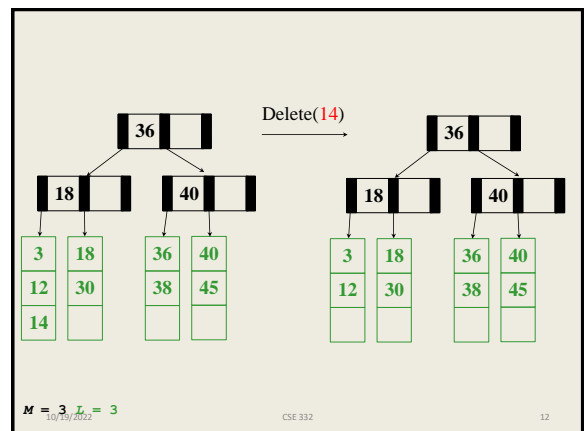 Delete(14)
36 36
18 40 18 40
3 18 36 40 3 18 36 40
12 30 38 45 12 30 38 45
14
M = 3 L = 3
10/19/2022 CSE 332 12